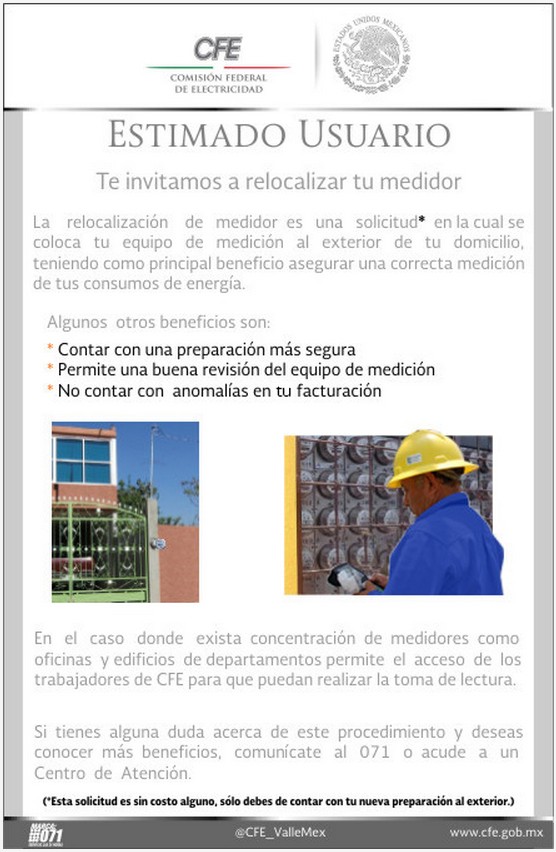 CFE
COMISIÓN FEDERAL
DE ELECTRICIDAD
ESTADOS UNIDOS MEXICANOS
ESTIMADO USUARIO
Te invitamos a relocalizar tu medidor
La relocalización de medidor es una solicitud* en la cual se
coloca tu equipo de medición al exterior de tu domicilio,
teniendo como principal beneficio asegurar una correcta medición
de tus consumos de energía.
Algunos otros beneficios son:
* Contar con una preparación más segura
* Permite una buena revisión del equipo de medición
* No contar con anomalías en tu facturación
En el caso donde exista concentración de medidores como
oficinas y edificios de departamentos permite el acceso de los
trabajadores de CFE para que puedan realizar la toma de lectura.
Si tienes alguna duda acerca de este procedimiento y deseas
conocer más beneficios, comunícate al 071 o acude a un
Centro de Atención.
(*Esta solicitud es sin costo alguno, sólo debes de contar con tu nueva preparación al exterior.)
MARCA
071
@CFE_ValleMex
www.cfe.gob.mx